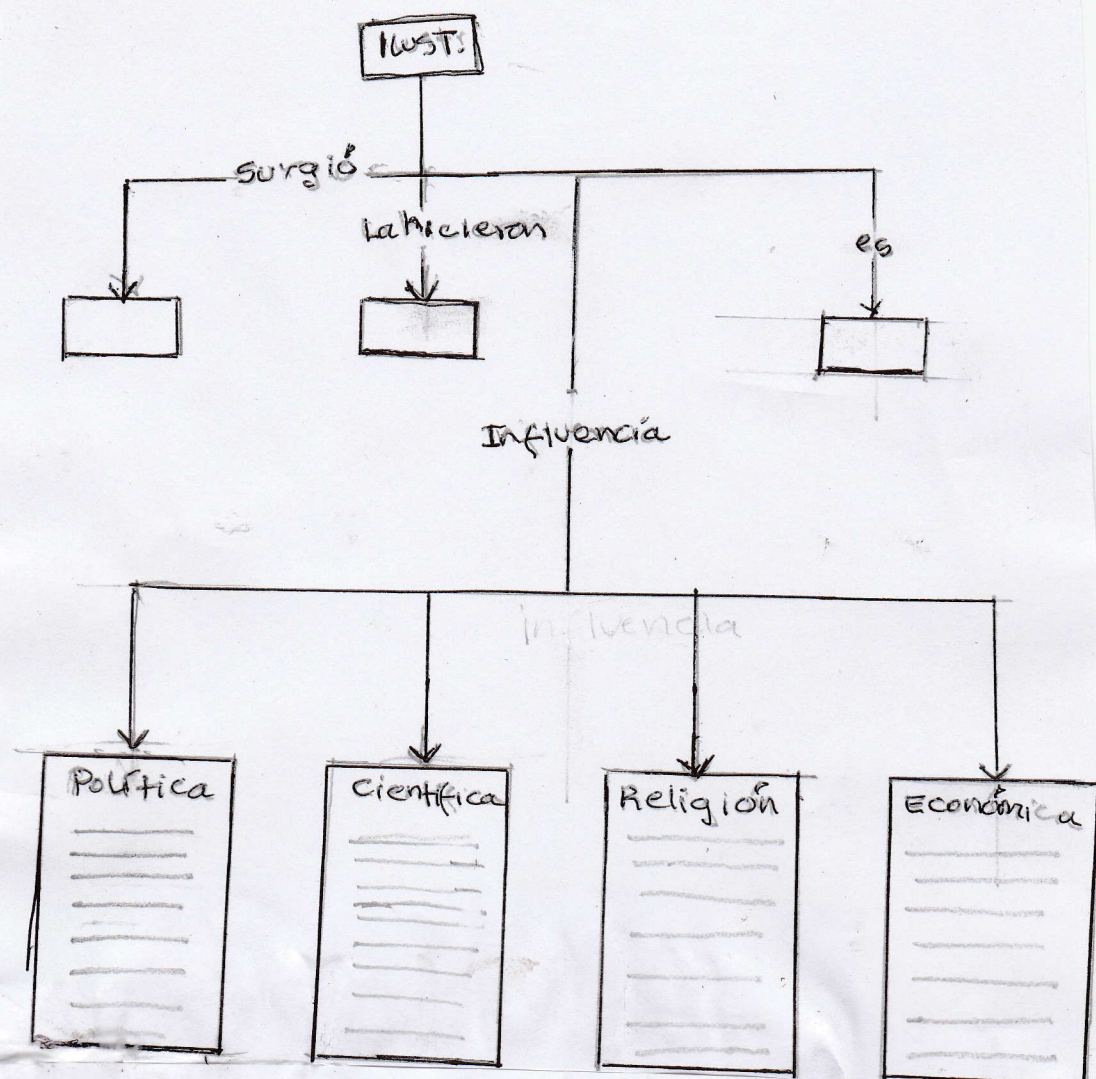 ILUST:
Surgió
La hicieron
es
Influencia
influencia
Política
Científica
Religión
Económica